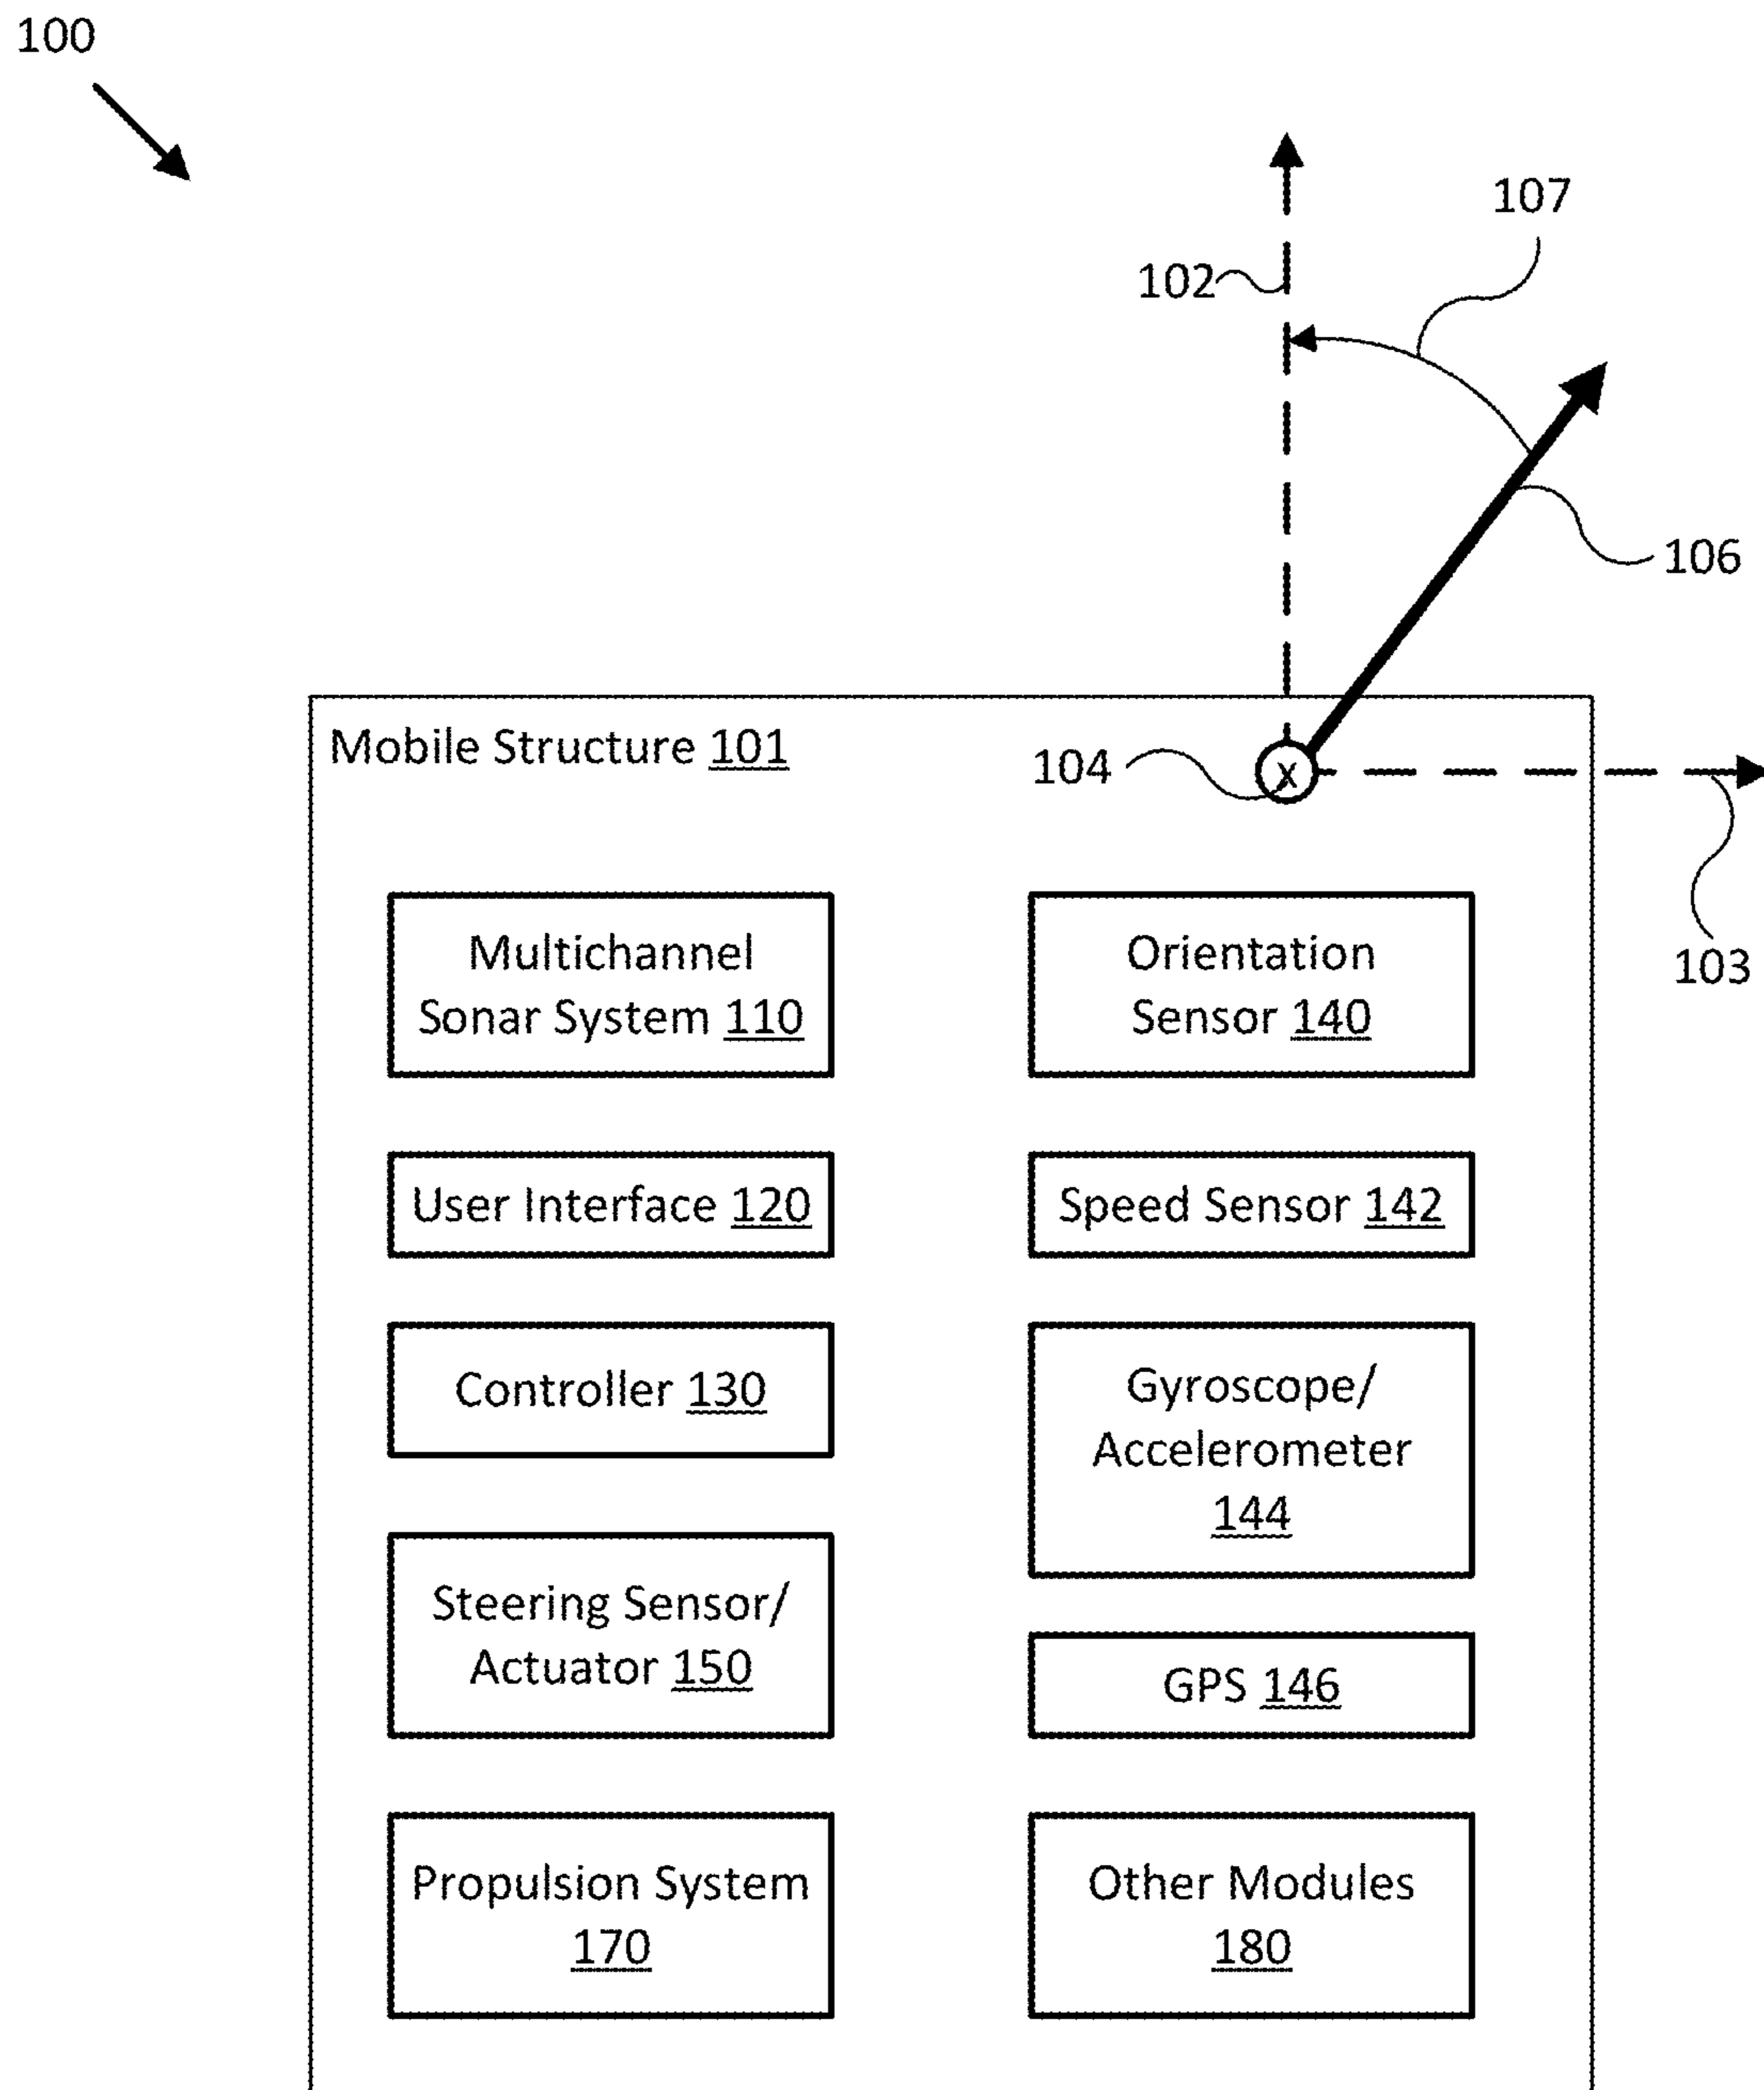 100
107
102
106
Mobile Structure 101
104
X
103
Multichannel
Sonar System 110
Orientation
Sensor 140
User Interface 120
Speed Sensor 142
Controller 130
Gyroscope/
Accelerometer
144
Steering Sensor/
Actuator 150
GPS 146
Propulsion System
170
Other Modules
180